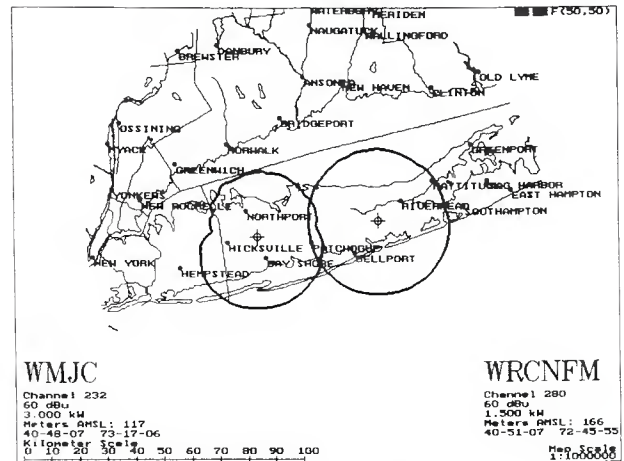 F(50,50)
WATERBURY
MERIDEN
NAUGATUCK
WALLINGFORD
DANBURY
BREWSTER
ANSONIA
OLD LYME
NEW HAVEN
CLINTON
OSSINING
BRIDGEPORT
NYACK
NORWALK
GREENPORT
GREENWICH
YONKERS
MATTITUCK
SAG HARBOR
EAST HAMPTON
NEW ROCHELLE
RIVERHEAD
NORTHPORT
SOUTHAMPTON
HICKSVILLE
PATCHOGUE
NEW YORK
BAY SHORE
BELLPORT
HEMPSTEAD
WMJC
Channel 232
60 dBu
3.000 kW
Meters AMSL: 117
40-48-07 73-17-06
Kilometer Scale
0 10 20 30 40 50 60 70 80 90 100
WRCNFM
Channel 280
60 dBu
1.500 kW
Meters AMSL: 166
40-51-07 72-45-55
Map Scale
1:1000000